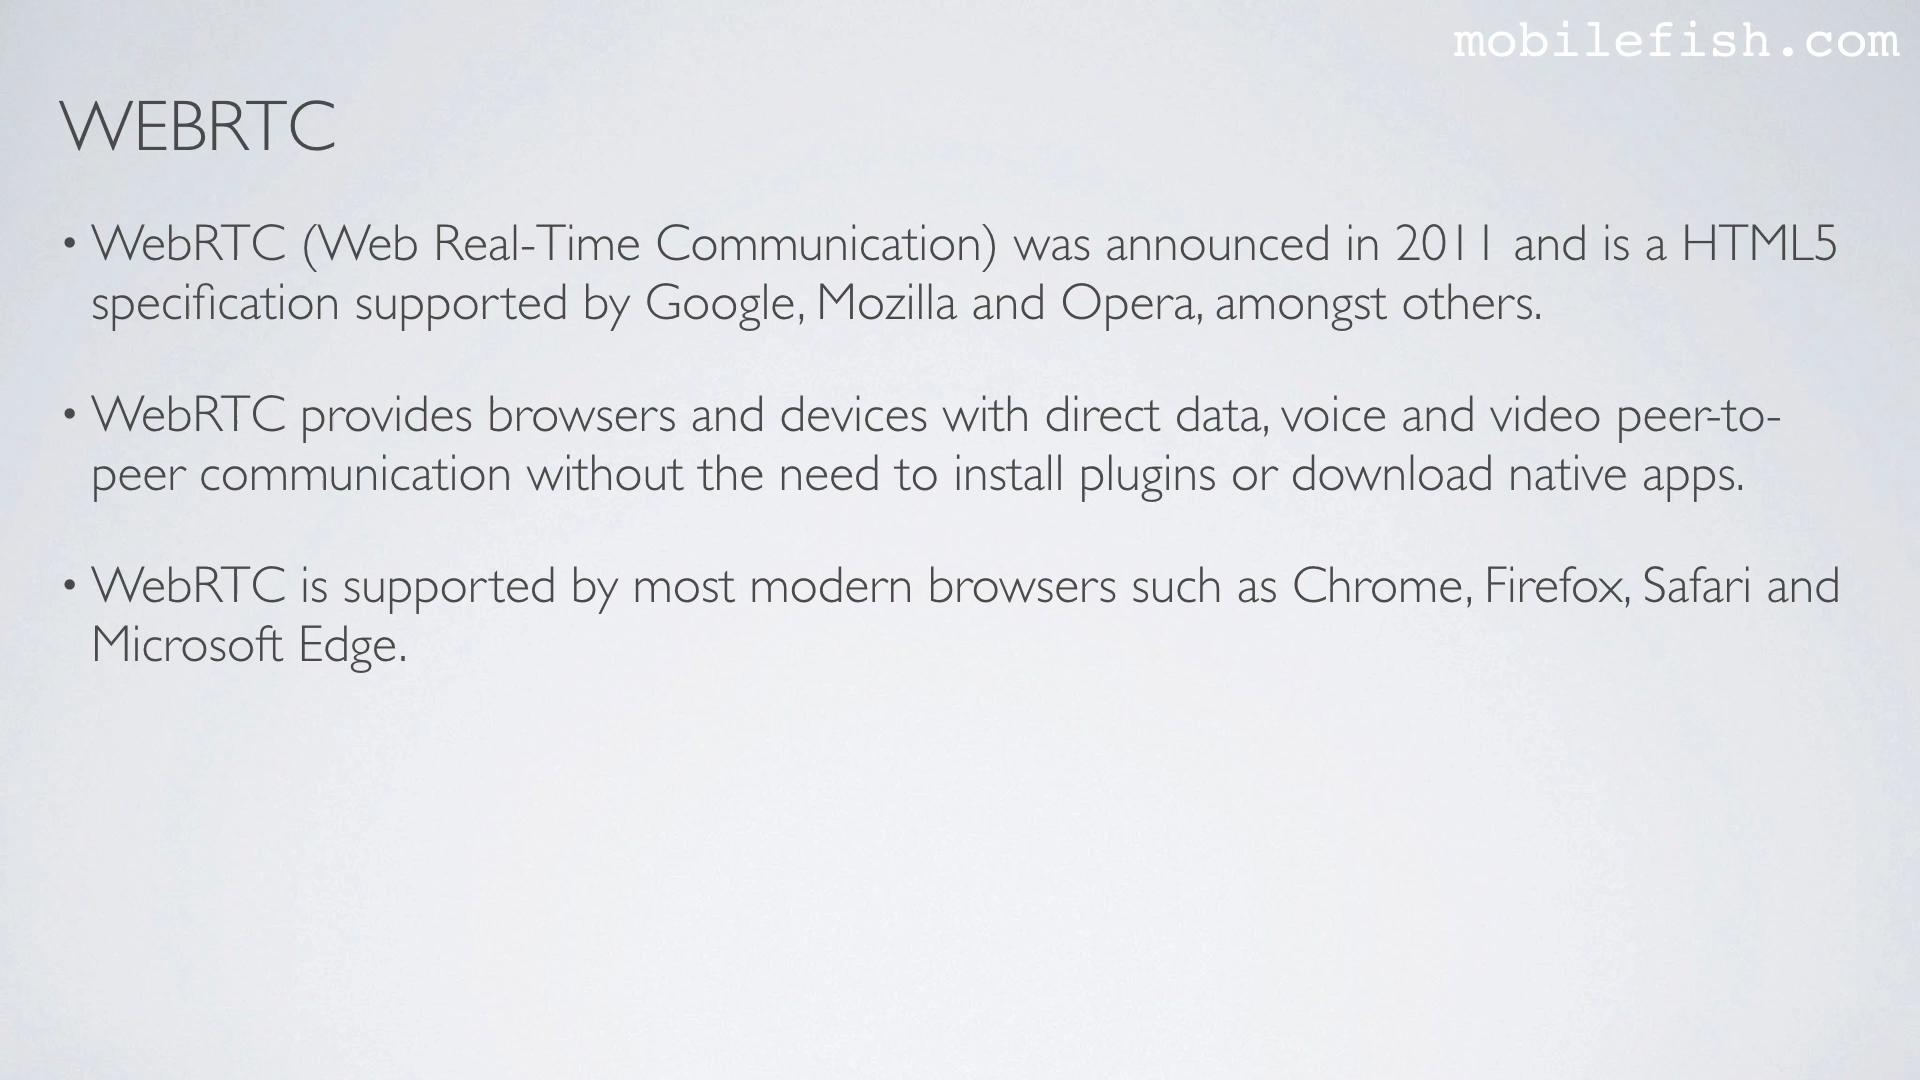 mobilefish.com
WEBRTC
• WebRTC (Web Real-Time Communication) was announced in 2011 and is a HTML5
specification supported by Google, Mozilla and Opera, amongst others.
• WebRTC provides browsers and devices with direct data, voice and video peer-to-
peer communication without the need to install plugins or download native apps.
• WebRTC is supported by most modern browsers such as Chrome, Firefox, Safari and
Microsoft Edge.